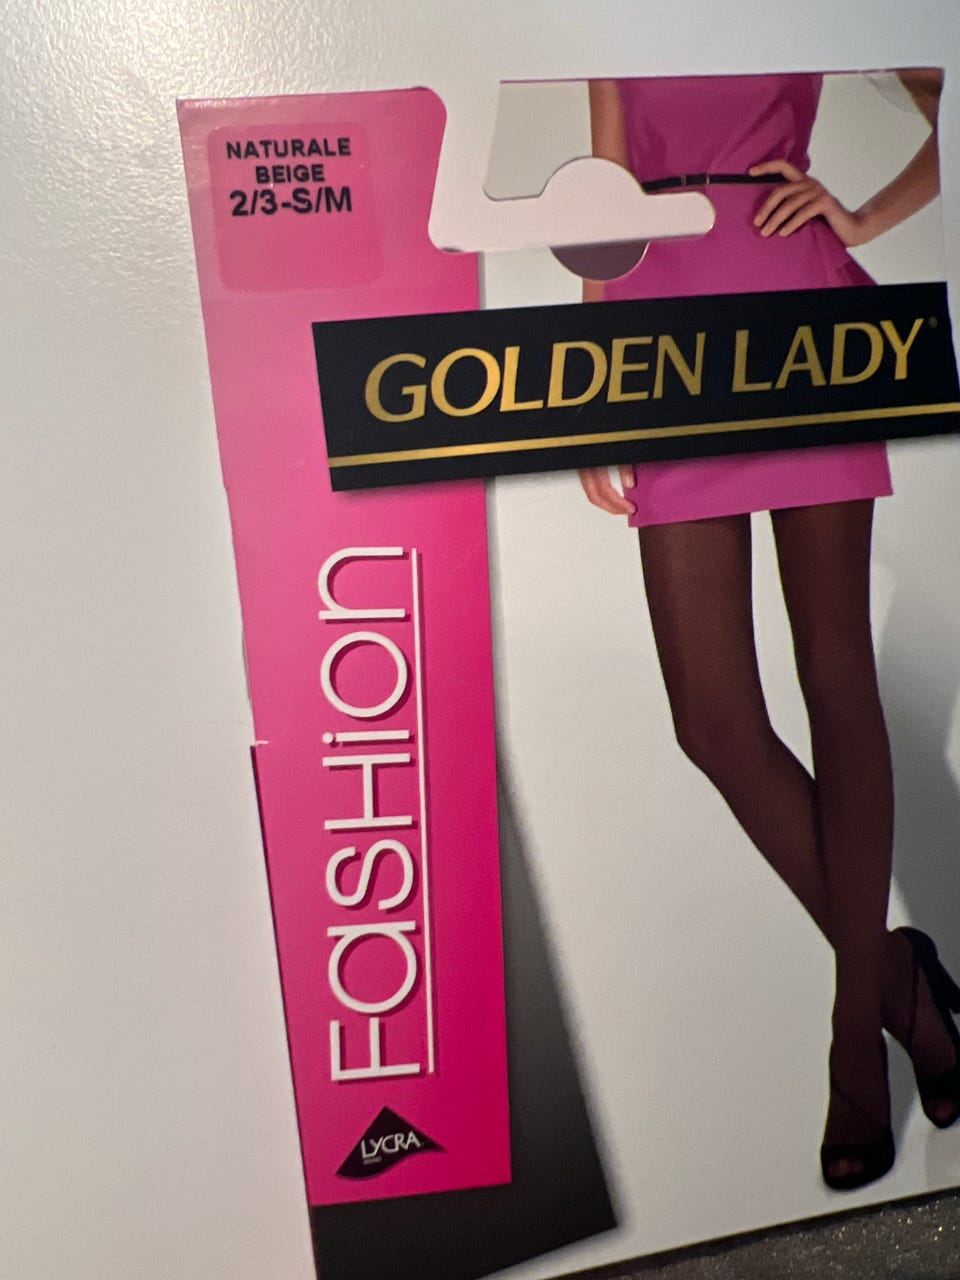 NATURALE
BEIGE
2/3-S/M
GOLDEN LADY®
FasHion
LYCRA